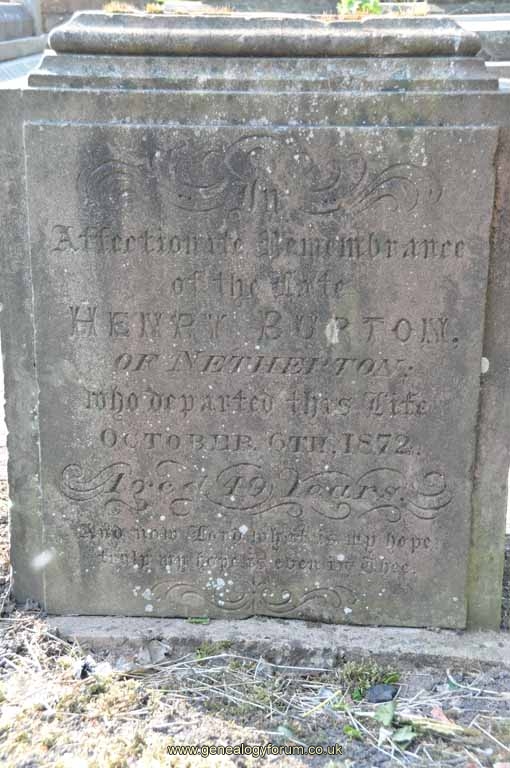 In
Affectionate Remembrance
of the Late
HENRY BURTON,
OF NETHERTON:
who departed this Life
OCTOBER 6TH, 1872.
Aged 49 Years.
And now Lord what is my hope
truly my hope is even in Thee.
www.genealogyforum.co.uk